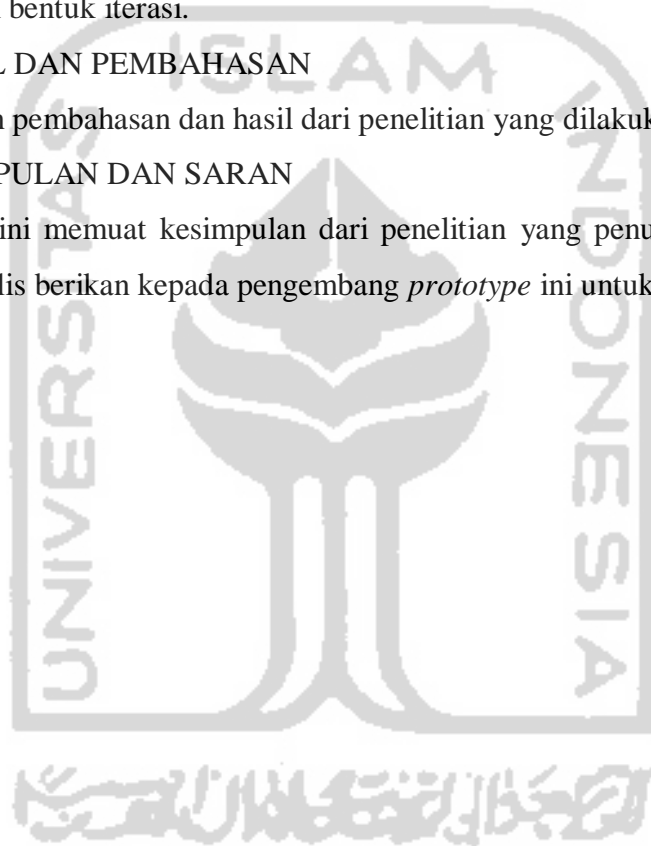 bentuk iterasi.
DAN PEMBAHASAN
pembahasan dan hasil dari penelitian yang dilakuk
PULAN DAN SARAN
ini memuat kesimpulan dari penelitian yang penu
lis berikan kepada pengembang prototype ini untuk
UNIVERSITAS
ISLAM
INDONESIA